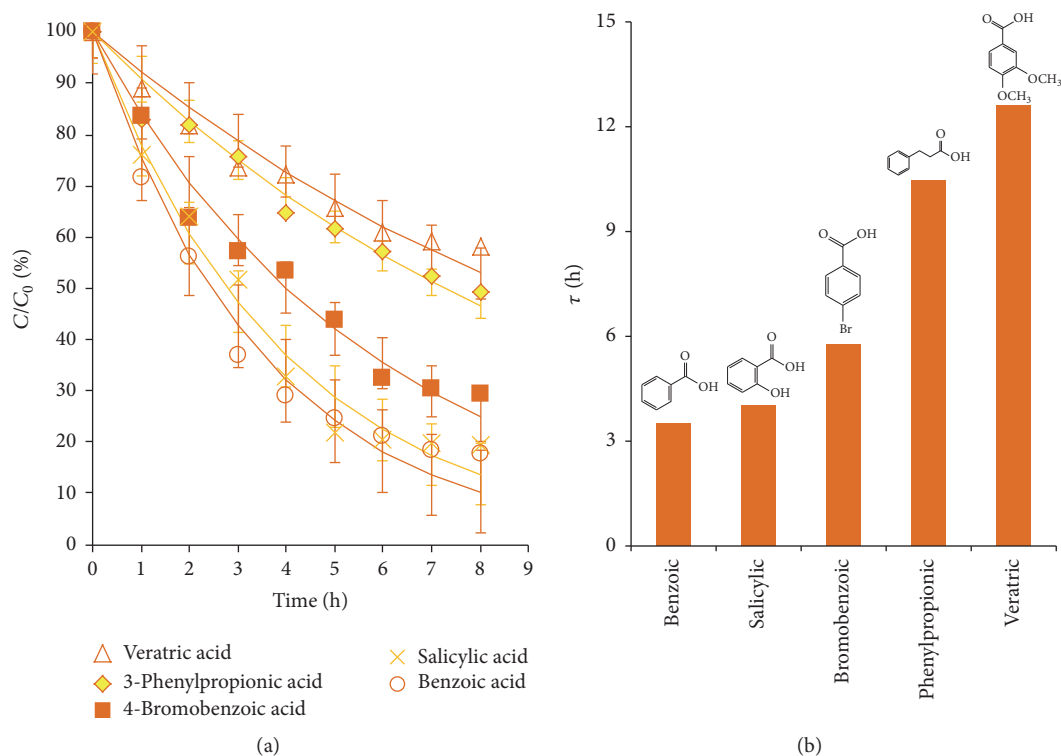 100
90
80
70
60
50
40
30
20
10
0
C/C₀ (%)
0 1 2 3 4 5 6 7 8 9
Time (h)
Veratric acid
3-Phenylpropionic acid
4-Bromobenzoic acid
Salicylic acid
Benzoic acid
(a)
15
12
9
6
3
0
τ (h)
O
OH
O
OH
OH
O
OH
Br
O
OH
O
OH
OCH₃
OCH₃
Benzoic
Salicylic
Bromobenzoic
Phenylpropionic
Veratric
(b)